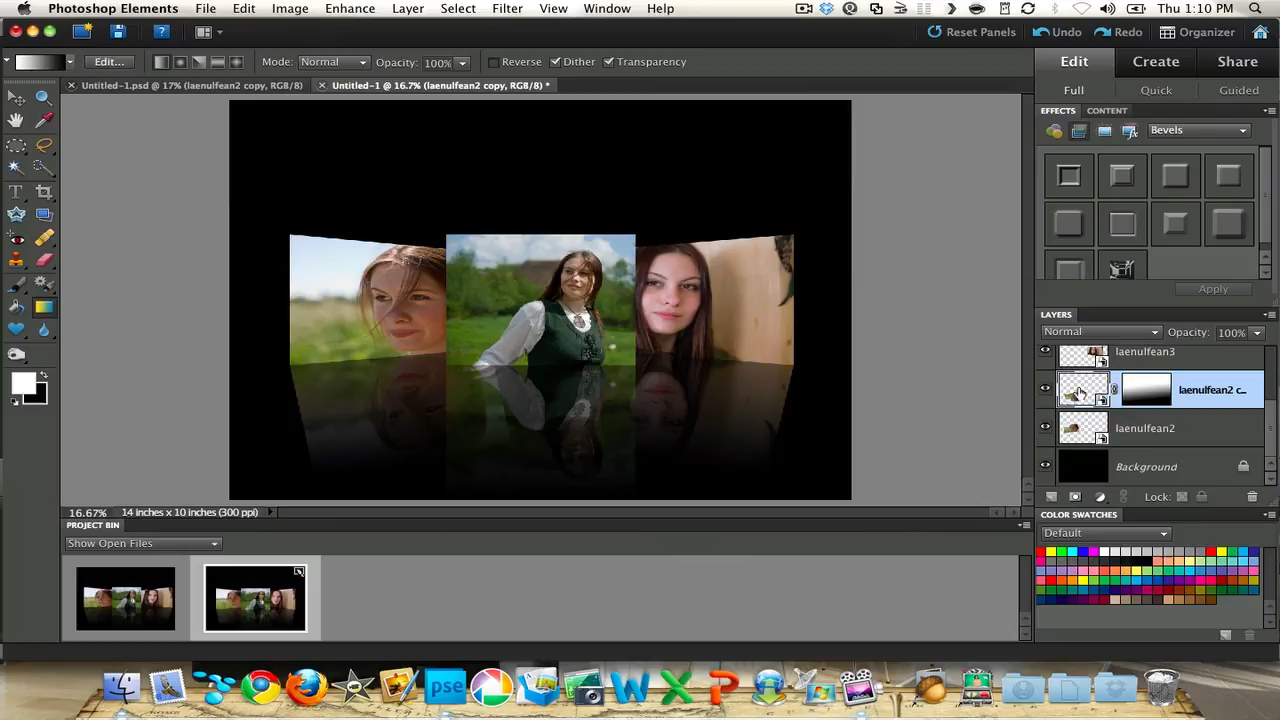 Photoshop Elements File Edit Image Enhance Layer Select Filter View Window Help Thu 1:10 PM
Reset Panels Undo Redo Organizer
Edit... Mode: Normal Opacity: 100% Reverse Dither Transparency
Edit Create Share
Untitled-1.psd @ 17% (laenulfean2 copy, RGB/8) Untitled-1 @ 16.7% (laenulfean2 copy, RGB/8) *
Full Quick Guided
EFFECTS CONTENT
Bevels
Apply
LAYERS
Normal Opacity: 100%
laenulfean3
laenulfean2 c...
laenulfean2
Background
Lock:
16.67% 14 inches x 10 inches (300 ppi)
COLOR SWATCHES
PROJECT BIN
Default
Show Open Files
pse W X P